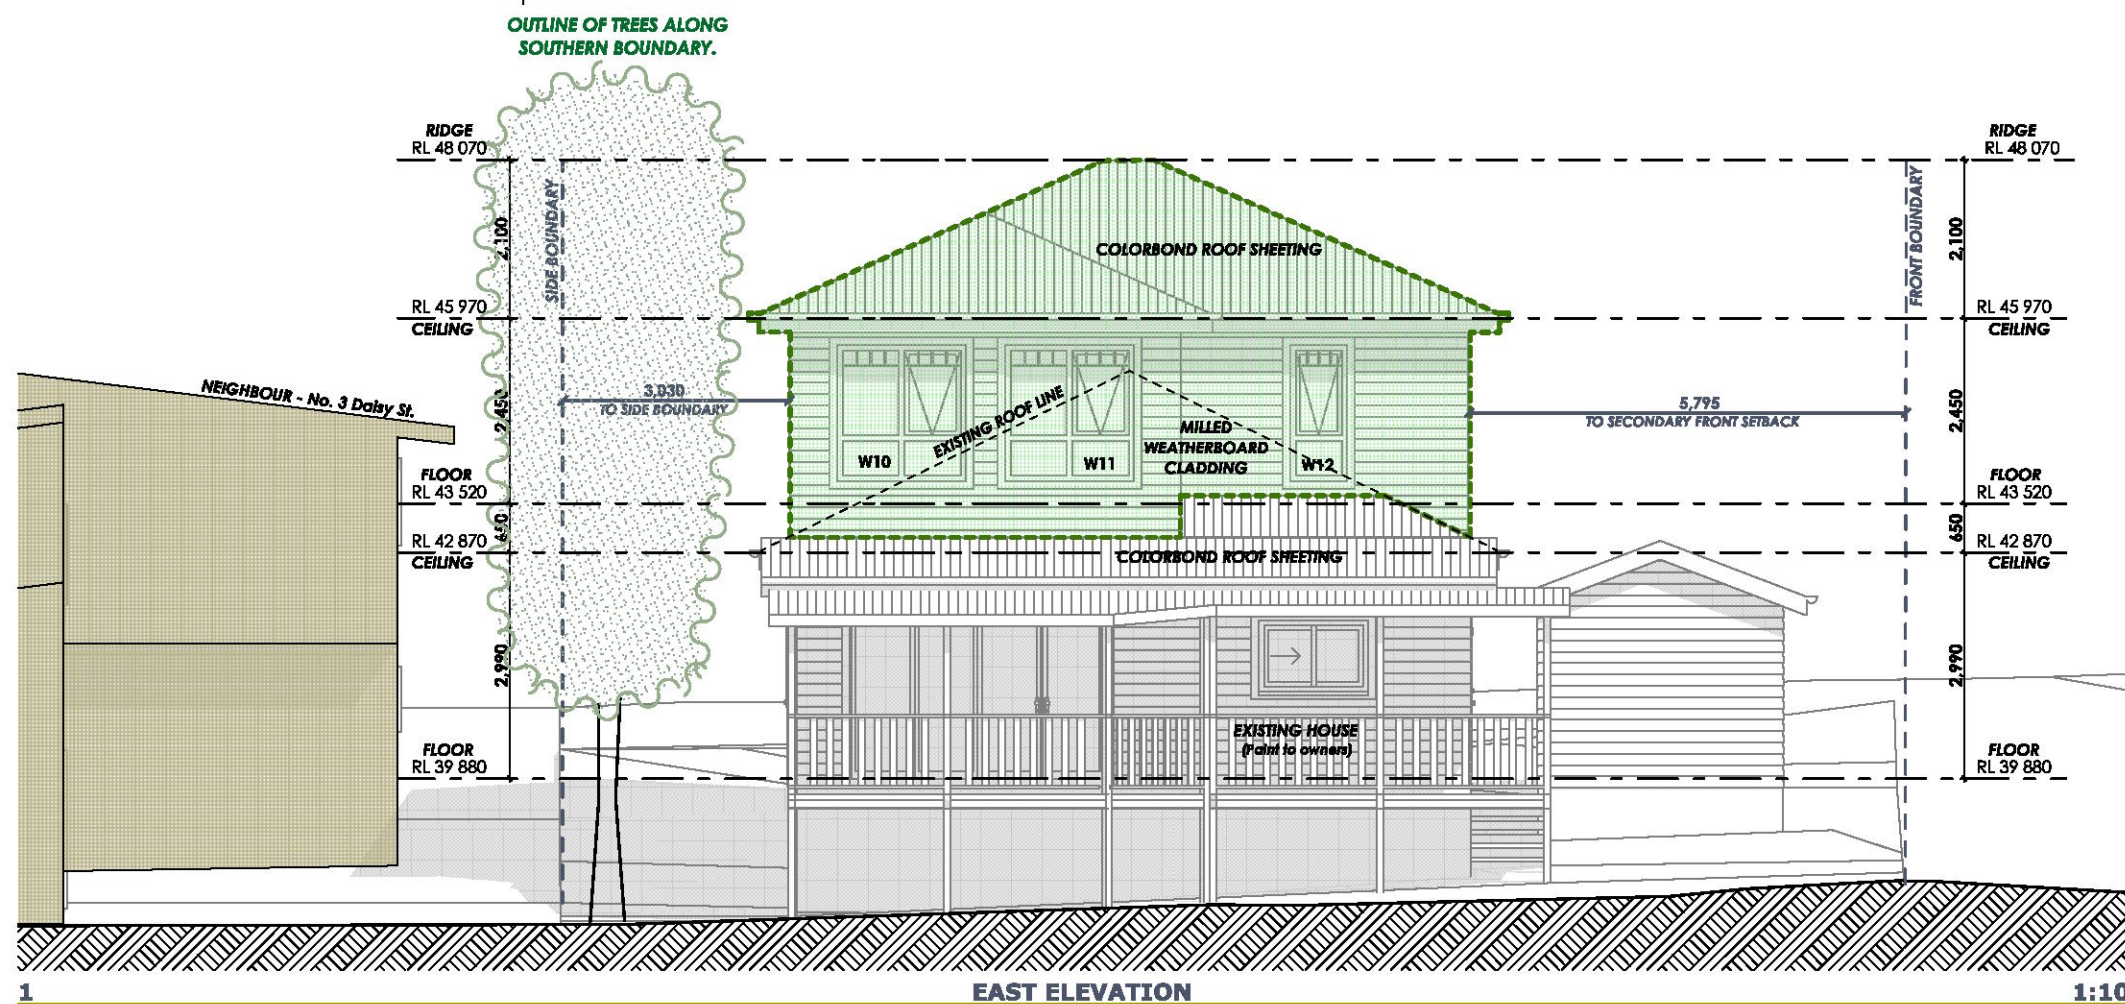 OUTLINE OF TREES ALONG
SOUTHERN BOUNDARY.
RIDGE
RL 48 070
RIDGE
RL 48 070
2,100
SIDE BOUNDARY
COLORBOND ROOF SHEETING
FRONT BOUNDARY
2,100
RL 45 970
CEILING
RL 45 970
CEILING
NEIGHBOUR - No. 3 Daisy St.
2,450
3,030
TO SIDE BOUNDARY
EXISTING ROOF LINE
MILLED
WEATHERBOARD
CLADDING
W10
W11
W12
5,795
TO SECONDARY FRONT SETBACK
2,450
FLOOR
RL 43 520
FLOOR
RL 43 520
650
650
RL 42 870
CEILING
COLORBOND ROOF SHEETING
RL 42 870
CEILING
2,990
2,990
EXISTING HOUSE
(Paint to owners)
FLOOR
RL 39 880
FLOOR
RL 39 880
1
EAST ELEVATION
1:10